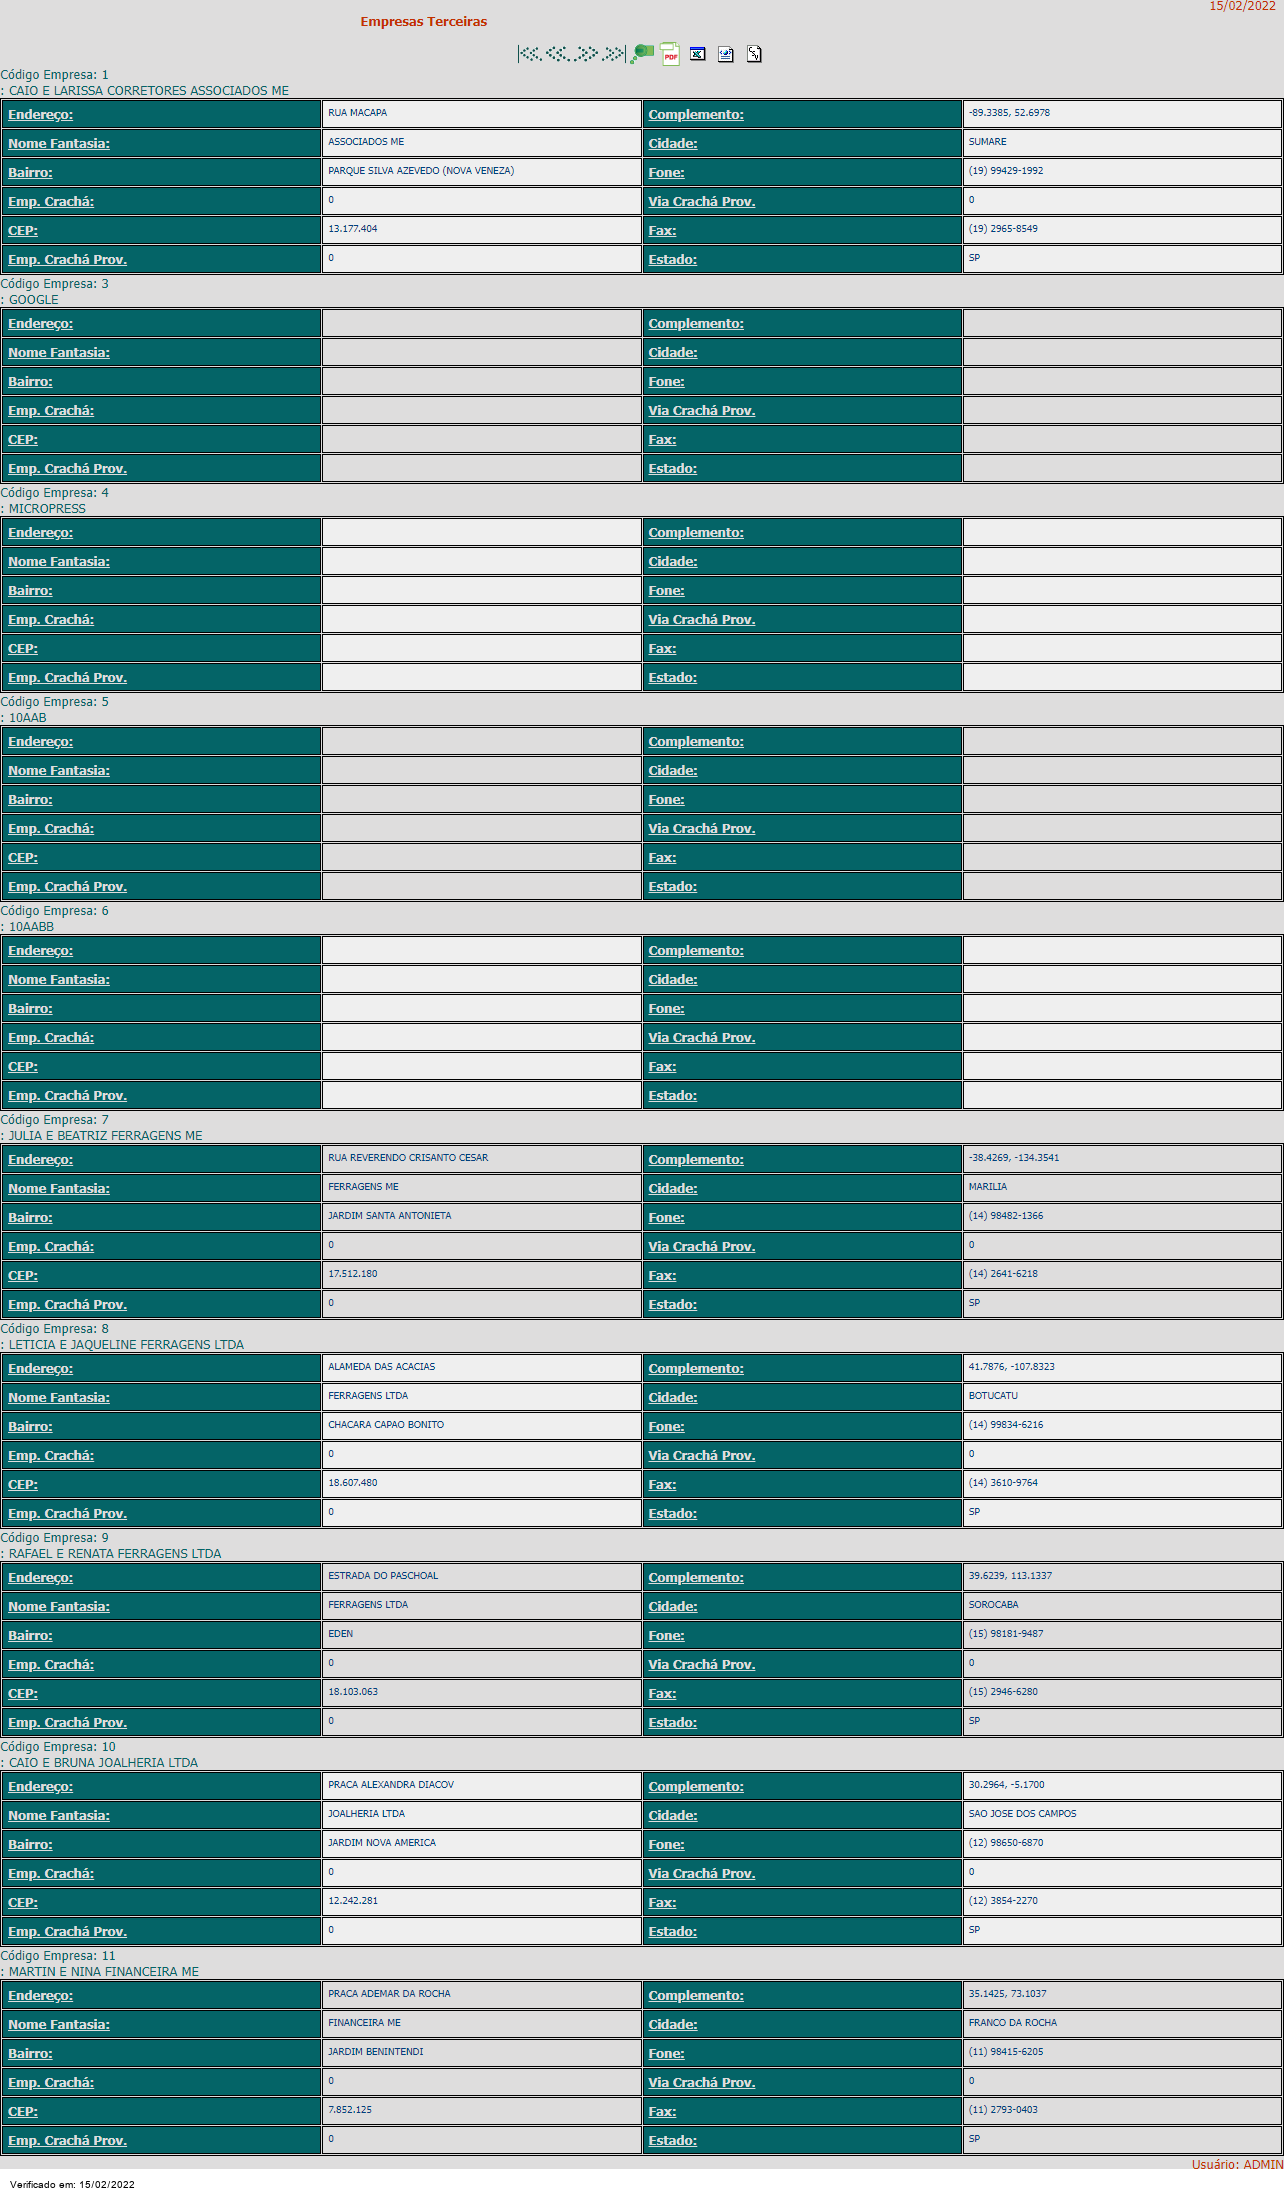 15/02/2022
Empresas Terceiras
Código Empresa: 1
: CAIO E LARISSA CORRETORES ASSOCIADOS ME
Endereço: RUA MACAPA Complemento: -89.3385, 52.6978
Nome Fantasia: ASSOCIADOS ME Cidade: SUMARE
Bairro: PARQUE SILVA AZEVEDO (NOVA VENEZA) Fone: (19) 99429-1992
Emp. Crachá: 0 Via Crachá Prov. 0
CEP: 13.177.404 Fax: (19) 2965-8549
Emp. Crachá Prov. 0 Estado: SP
Código Empresa: 3
: GOOGLE
Endereço: Complemento:
Nome Fantasia: Cidade:
Bairro: Fone:
Emp. Crachá: Via Crachá Prov.
CEP: Fax:
Emp. Crachá Prov. Estado:
Código Empresa: 4
: MICROPRESS
Endereço: Complemento:
Nome Fantasia: Cidade:
Bairro: Fone:
Emp. Crachá: Via Crachá Prov.
CEP: Fax:
Emp. Crachá Prov. Estado:
Código Empresa: 5
: 10AAB
Endereço: Complemento:
Nome Fantasia: Cidade:
Bairro: Fone:
Emp. Crachá: Via Crachá Prov.
CEP: Fax:
Emp. Crachá Prov. Estado:
Código Empresa: 6
: 10AABB
Endereço: Complemento:
Nome Fantasia: Cidade:
Bairro: Fone:
Emp. Crachá: Via Crachá Prov.
CEP: Fax:
Emp. Crachá Prov. Estado:
Código Empresa: 7
: JULIA E BEATRIZ FERRAGENS ME
Endereço: RUA REVERENDO CRISANTO CESAR Complemento: -38.4269, -134.3541
Nome Fantasia: FERRAGENS ME Cidade: MARILIA
Bairro: JARDIM SANTA ANTONIETA Fone: (14) 98482-1366
Emp. Crachá: 0 Via Crachá Prov. 0
CEP: 17.512.180 Fax: (14) 2641-6218
Emp. Crachá Prov. 0 Estado: SP
Código Empresa: 8
: LETICIA E JAQUELINE FERRAGENS LTDA
Endereço: ALAMEDA DAS ACACIAS Complemento: 41.7876, -107.8323
Nome Fantasia: FERRAGENS LTDA Cidade: BOTUCATU
Bairro: CHACARA CAPAO BONITO Fone: (14) 99834-6216
Emp. Crachá: 0 Via Crachá Prov. 0
CEP: 18.607.480 Fax: (14) 3610-9764
Emp. Crachá Prov. 0 Estado: SP
Código Empresa: 9
: RAFAEL E RENATA FERRAGENS LTDA
Endereço: ESTRADA DO PASCHOAL Complemento: 39.6239, 113.1337
Nome Fantasia: FERRAGENS LTDA Cidade: SOROCABA
Bairro: EDEN Fone: (15) 98181-9487
Emp. Crachá: 0 Via Crachá Prov. 0
CEP: 18.103.063 Fax: (15) 2946-6280
Emp. Crachá Prov. 0 Estado: SP
Código Empresa: 10
: CAIO E BRUNA JOALHERIA LTDA
Endereço: PRACA ALEXANDRA DIACOV Complemento: 30.2964, -5.1700
Nome Fantasia: JOALHERIA LTDA Cidade: SAO JOSE DOS CAMPOS
Bairro: JARDIM NOVA AMERICA Fone: (12) 98650-6870
Emp. Crachá: 0 Via Crachá Prov. 0
CEP: 12.242.281 Fax: (12) 3854-2270
Emp. Crachá Prov. 0 Estado: SP
Código Empresa: 11
: MARTIN E NINA FINANCEIRA ME
Endereço: PRACA ADEMAR DA ROCHA Complemento: 35.1425, 73.1037
Nome Fantasia: FINANCEIRA ME Cidade: FRANCO DA ROCHA
Bairro: JARDIM BENINTENDI Fone: (11) 98415-6205
Emp. Crachá: 0 Via Crachá Prov. 0
CEP: 7.852.125 Fax: (11) 2793-0403
Emp. Crachá Prov. 0 Estado: SP
Usuário: ADMIN
Verificado em: 15/02/2022